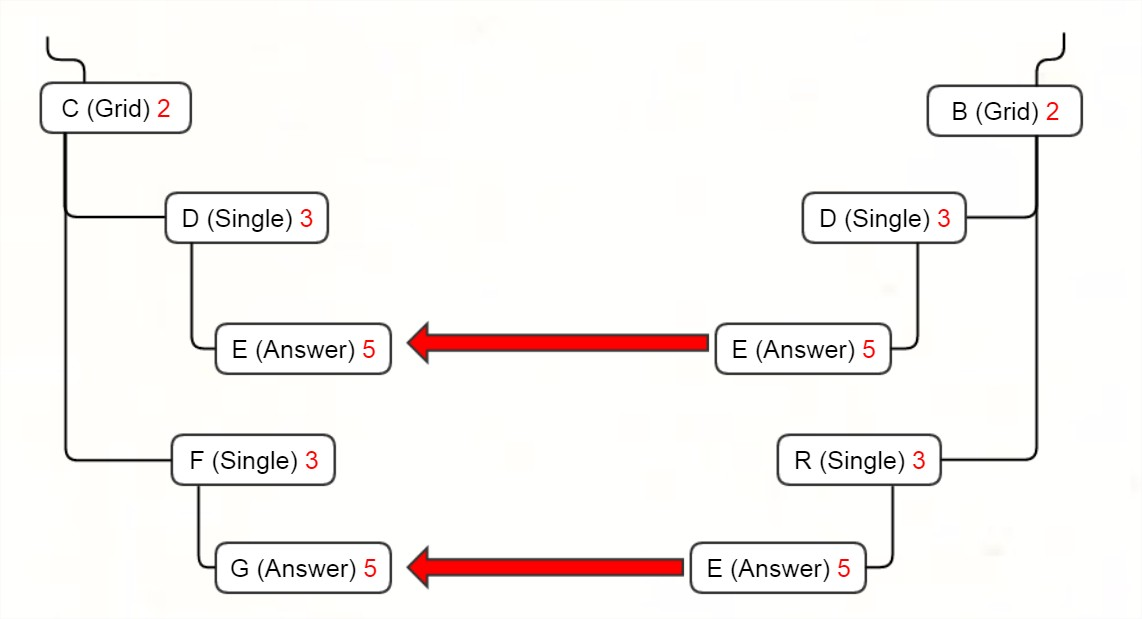 C (Grid) 2
B (Grid) 2
D (Single) 3
D (Single) 3
E (Answer) 5
E (Answer) 5
F (Single) 3
R (Single) 3
G (Answer) 5
E (Answer) 5